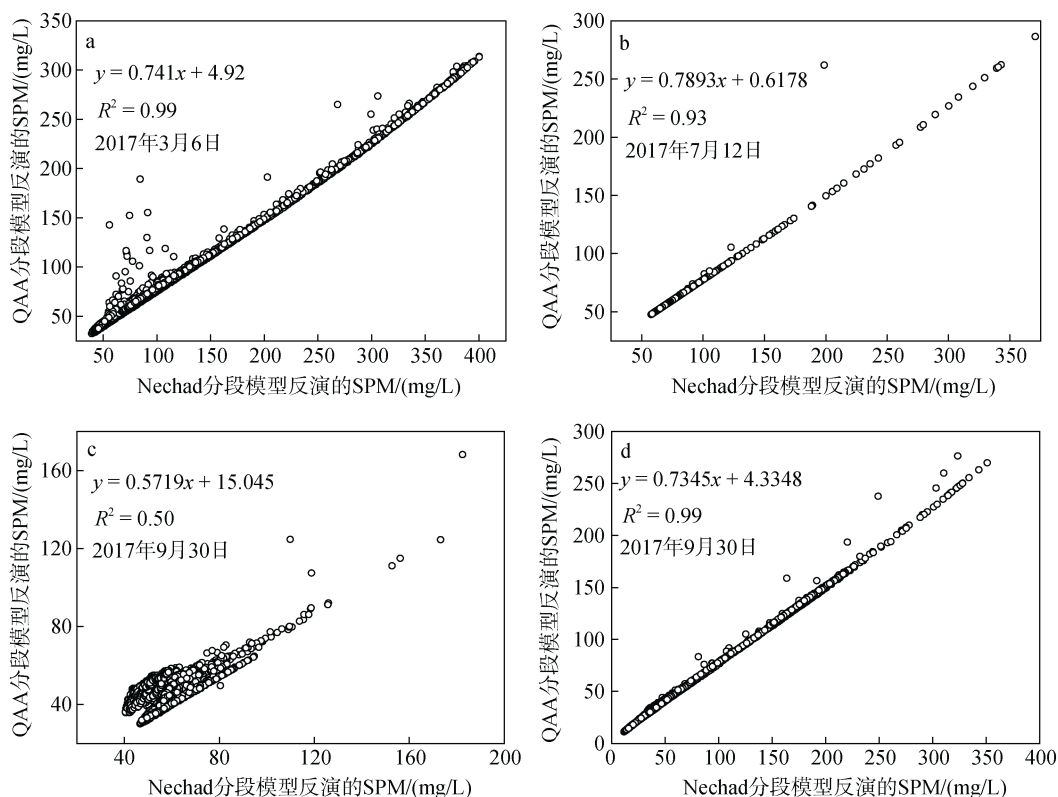 a
y = 0.741x + 4.92
R² = 0.99
2017年3月6日
QAA分段模型反演的SPM/(mg/L)
350
300
250
200
150
100
50
50 100 150 200 250 300 350 400
Nechad分段模型反演的SPM/(mg/L)
b
y = 0.7893x + 0.6178
R² = 0.93
2017年7月12日
QAA分段模型反演的SPM/(mg/L)
300
250
200
150
100
50
50 100 150 200 250 300 350
Nechad分段模型反演的SPM/(mg/L)
c
y = 0.5719x + 15.045
R² = 0.50
2017年9月30日
QAA分段模型反演的SPM/(mg/L)
160
120
80
40
40 80 120 160 200
Nechad分段模型反演的SPM/(mg/L)
d
y = 0.7345x + 4.3348
R² = 0.99
2017年9月30日
QAA分段模型反演的SPM/(mg/L)
300
250
200
150
100
50
0
0 50 100 150 200 250 300 350 400
Nechad分段模型反演的SPM/(mg/L)